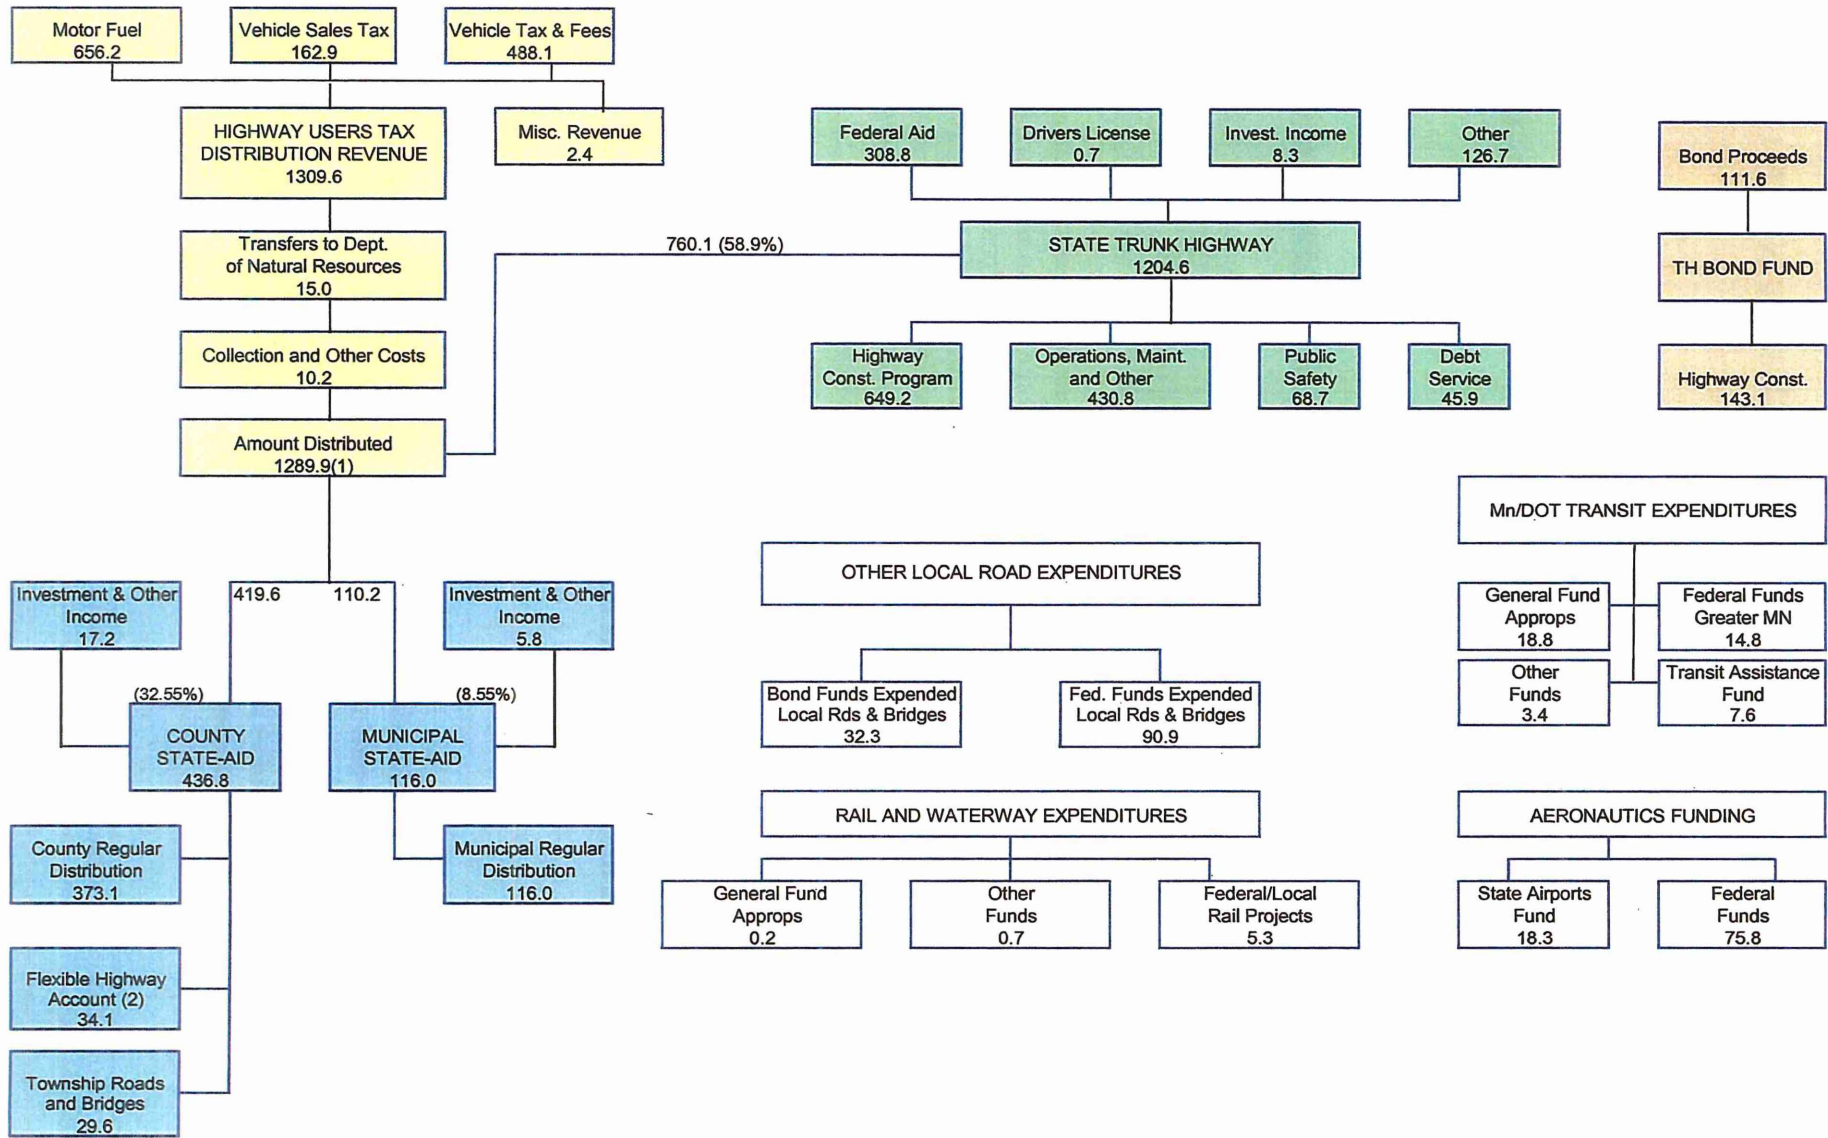 Motor Fuel
656.2
Vehicle Sales Tax
162.9
Vehicle Tax & Fees
488.1
HIGHWAY USERS TAX
DISTRIBUTION REVENUE
1309.6
Misc. Revenue
2.4
Transfers to Dept.
of Natural Resources
15.0
Collection and Other Costs
10.2
Amount Distributed
1289.9(1)
760.1 (58.9%)
Federal Aid
308.8
Drivers License
0.7
Invest. Income
8.3
Other
126.7
STATE TRUNK HIGHWAY
1204.6
Highway
Const. Program
649.2
Operations, Maint.
and Other
430.8
Public
Safety
68.7
Debt
Service
45.9
Bond Proceeds
111.6
TH BOND FUND
Highway Const.
143.1
Investment & Other
Income
17.2
419.6
110.2
Investment & Other
Income
5.8
(32.55%)
(8.55%)
COUNTY
STATE-AID
436.8
MUNICIPAL
STATE-AID
116.0
County Regular
Distribution
373.1
Municipal Regular
Distribution
116.0
Flexible Highway
Account (2)
34.1
Township Roads
and Bridges
29.6
OTHER LOCAL ROAD EXPENDITURES
Bond Funds Expended
Local Rds & Bridges
32.3
Fed. Funds Expended
Local Rds & Bridges
90.9
RAIL AND WATERWAY EXPENDITURES
General Fund
Approps
0.2
Other
Funds
0.7
Federal/Local
Rail Projects
5.3
Mn/DOT TRANSIT EXPENDITURES
General Fund
Approps
18.8
Federal Funds
Greater MN
14.8
Other
Funds
3.4
Transit Assistance
Fund
7.6
AERONAUTICS FUNDING
State Airports
Fund
18.3
Federal
Funds
75.8